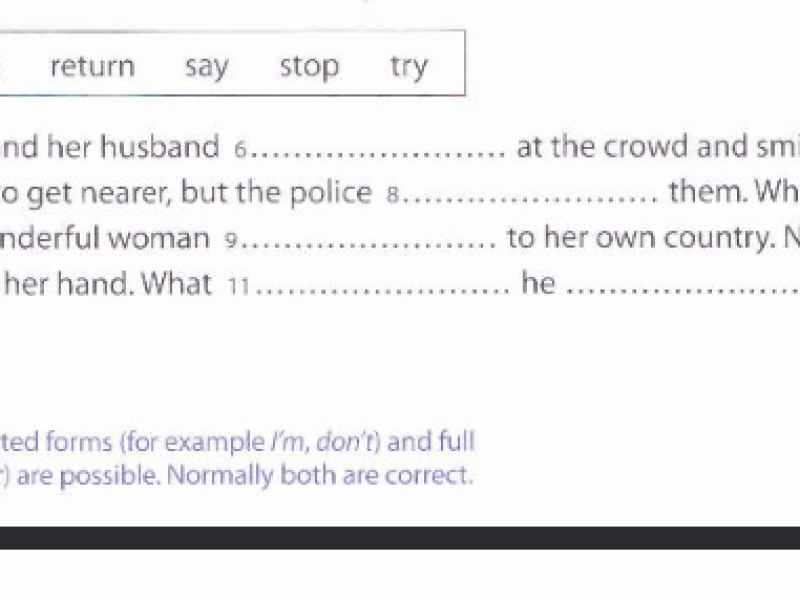 return say stop try
nd her husband 6........................ at the crowd and smi
o get nearer, but the police 8........................ them. Wh
nderful woman 9........................ to her own country. N
her hand. What 11........................ he ......................
ted forms (for example I'm, don't) and full
) are possible. Normally both are correct.